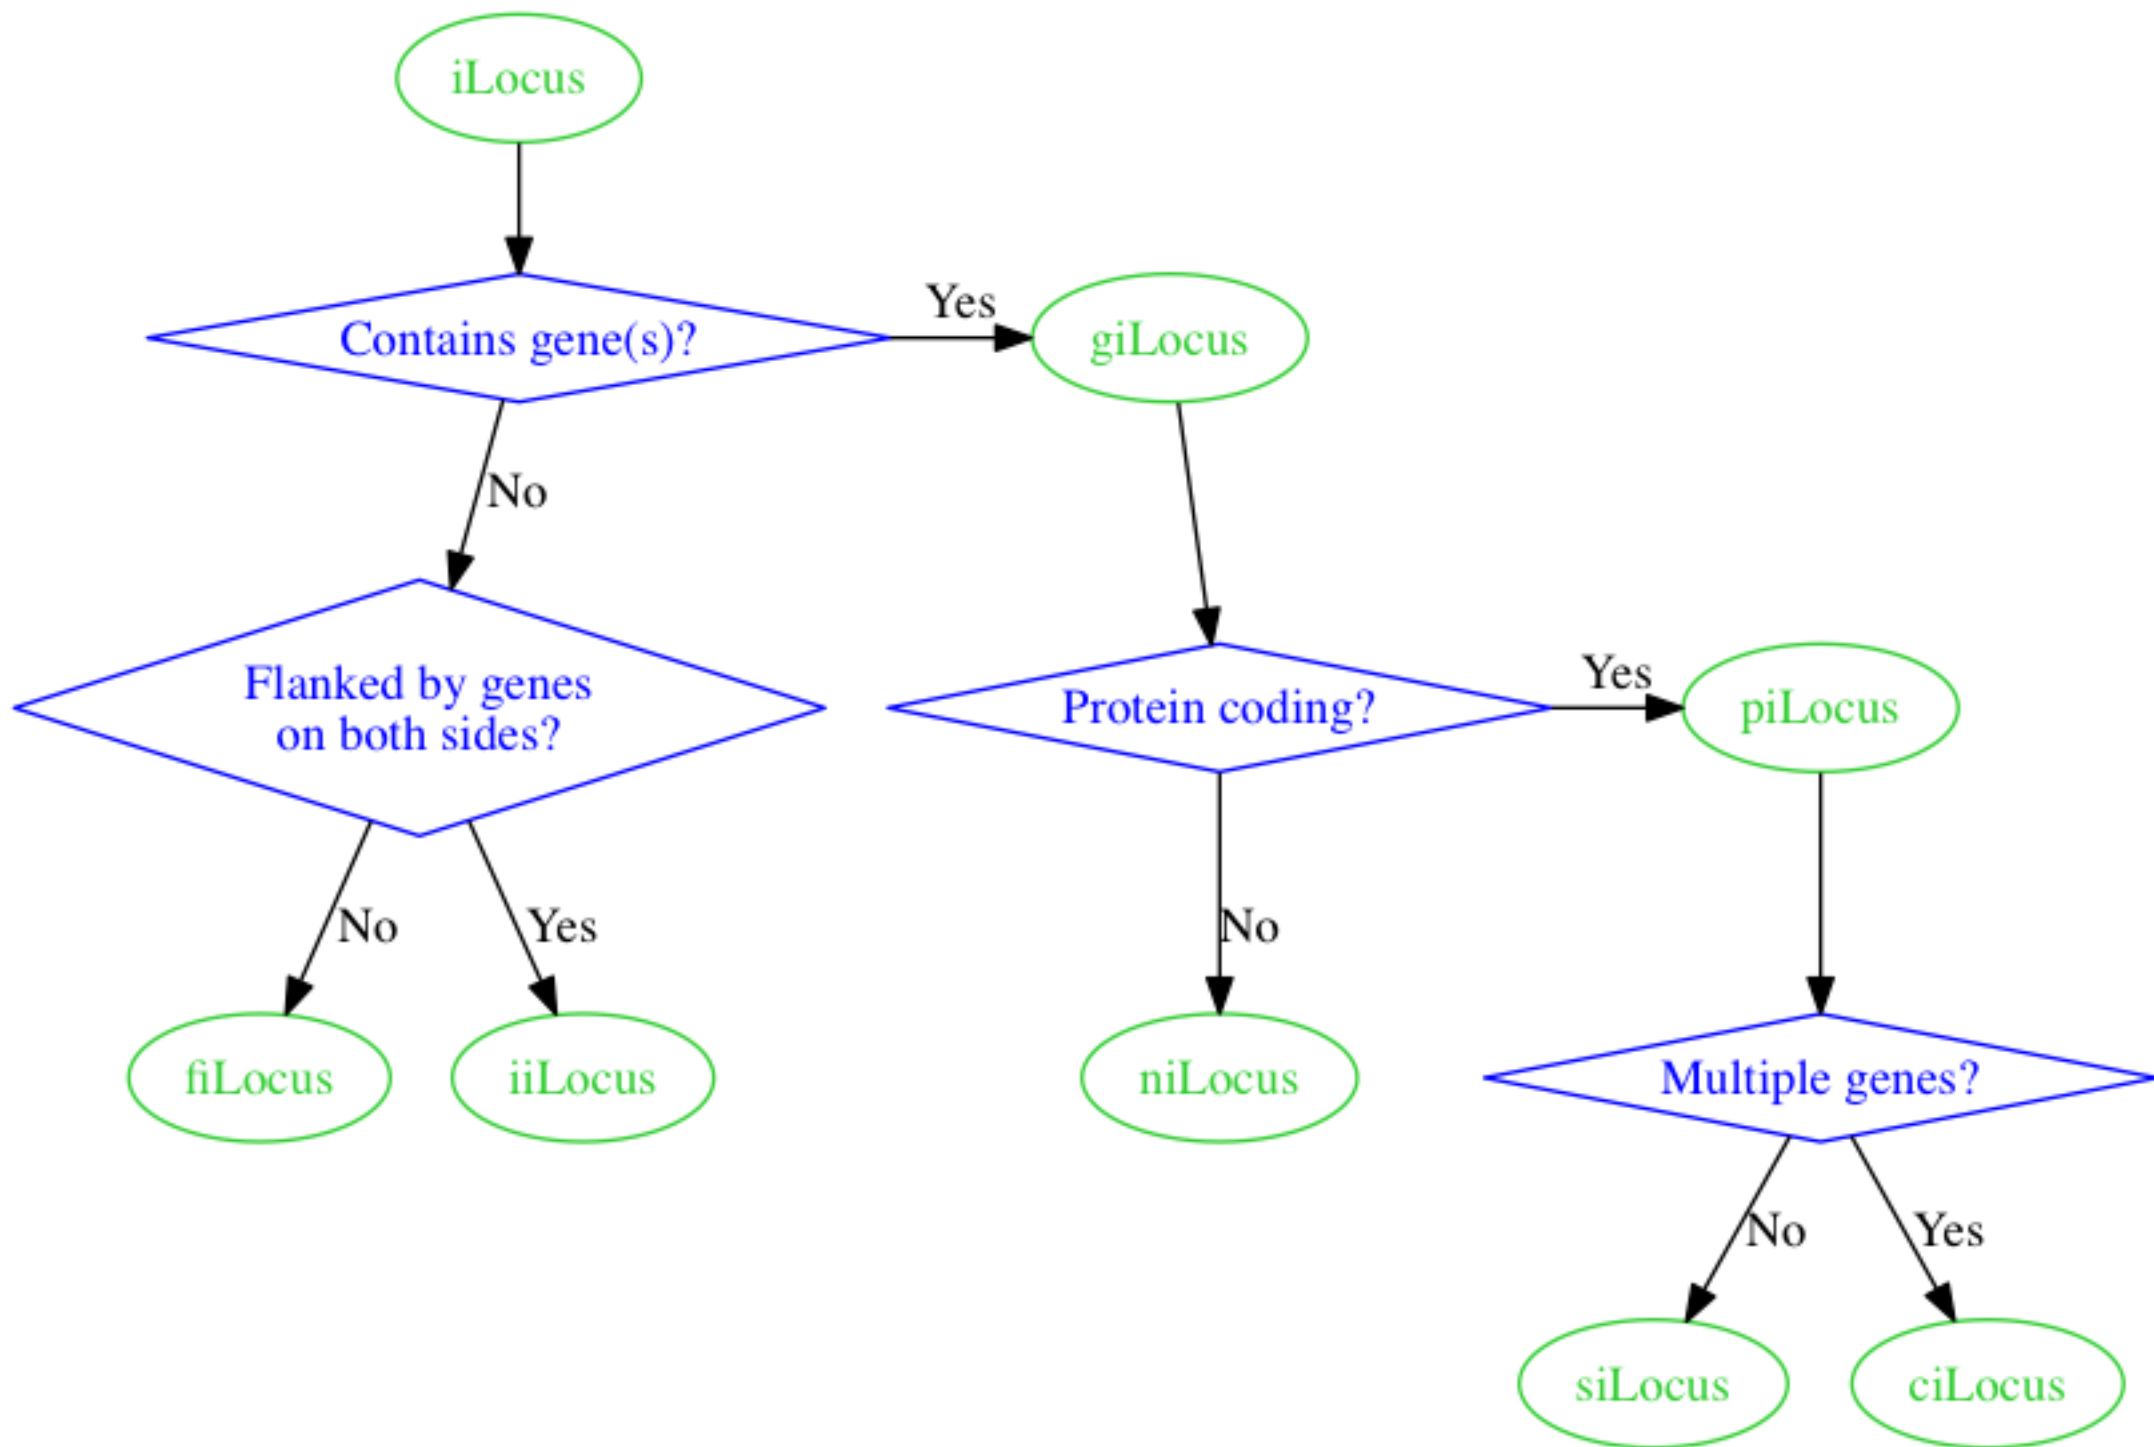 iLocus
Contains gene(s)?
Yes
giLocus
No
Flanked by genes
on both sides?
Protein coding?
Yes
piLocus
No
Yes
No
fiLocus
iiLocus
niLocus
Multiple genes?
No
Yes
siLocus
ciLocus